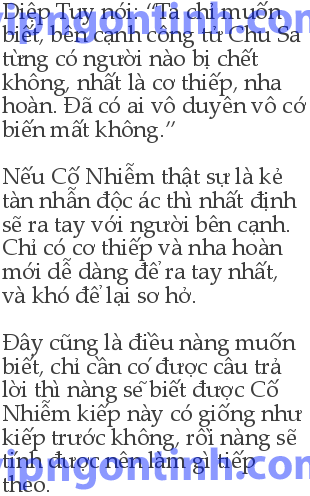 Diệp Tuy nói: “Ta chỉ muốn
biết, bên cạnh công tử Chu Sa
từng có người nào bị chết
không, nhất là cơ thiếp, nha
hoàn. Đã có ai vô duyên vô cớ
biến mất không.”
Nếu Cố Nhiễm thật sự là kẻ
tàn nhẫn độc ác thì nhất định
sẽ ra tay với người bên cạnh.
Chỉ có cơ thiếp và nha hoàn
mới dễ dàng để ra tay nhất,
và khó để lại sơ hở.
Đây cũng là điều nàng muốn
biết, chỉ cần có được câu trả
lời thì nàng sẽ biết được Cố
Nhiễm kiếp này có giống như
kiếp trước không, rồi nàng sẽ
tính được nên làm gì tiếp
theo.
vipngontinh.com
vipngontinh.com